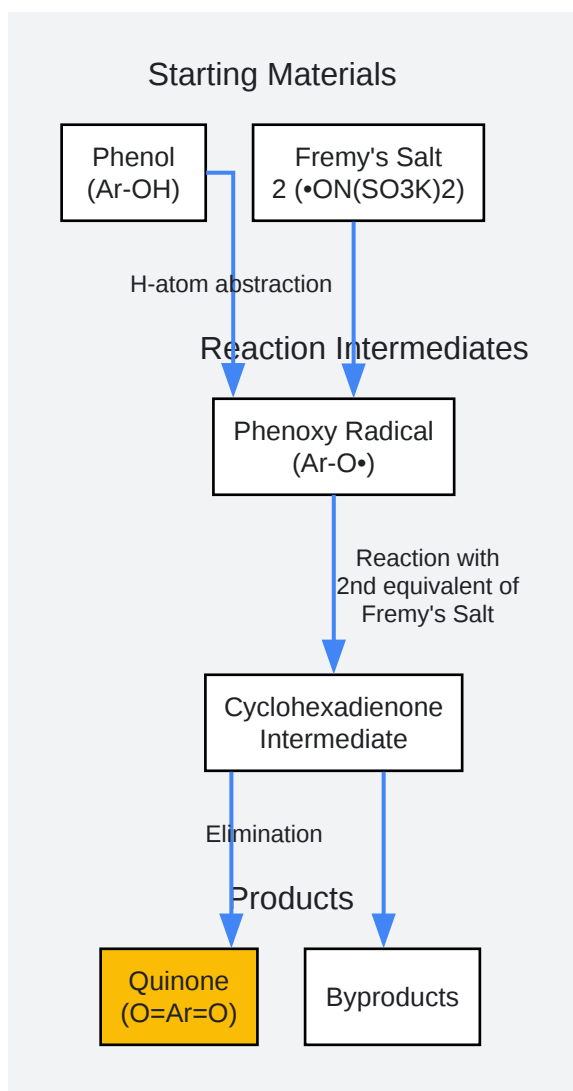 Starting Materials
Phenol
(Ar-OH)
Fremy's Salt
2 (•ON(SO3K)2)
H-atom abstraction
Reaction Intermediates
Phenoxy Radical
(Ar-O•)
Reaction with
2nd equivalent of
Fremy's Salt
Cyclohexadienone
Intermediate
Elimination
Products
Quinone
(O=Ar=O)
Byproducts